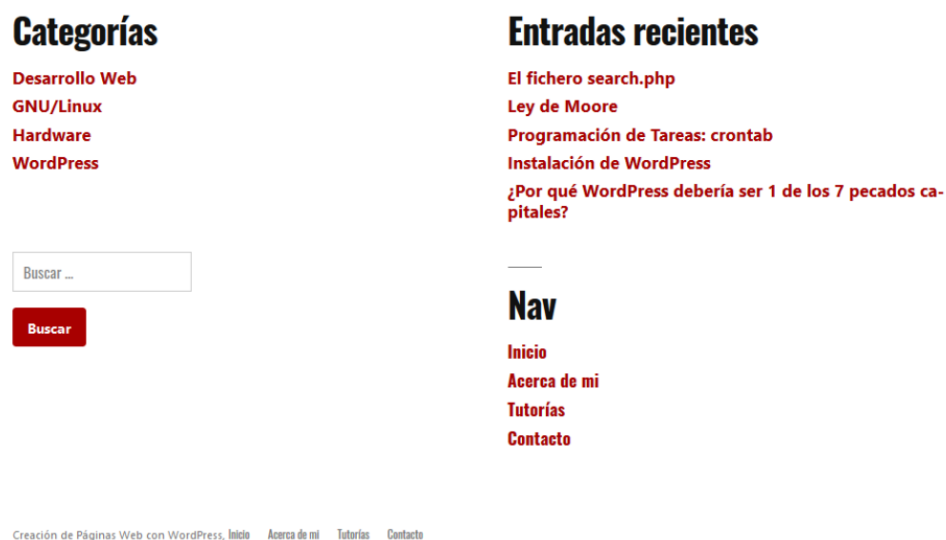 Categorías
Desarrollo Web
GNU/Linux
Hardware
WordPress
Buscar ...
Buscar
Entradas recientes
El fichero search.php
Ley de Moore
Programación de Tareas: crontab
Instalación de WordPress
¿Por qué WordPress debería ser 1 de los 7 pecados ca-
pitales?
Nav
Inicio
Acerca de mi
Tutorías
Contacto
Creación de Páginas Web con WordPress, Inicio Acerca de mi Tutorías Contacto